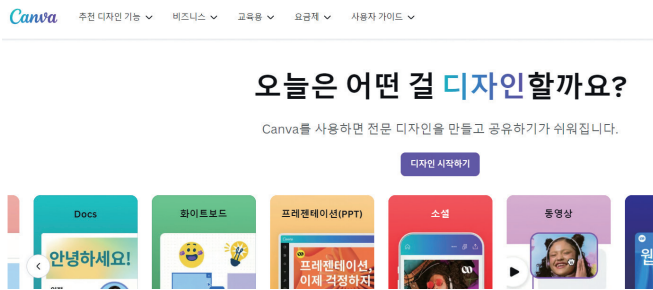 Canva 추천 디자인 기능 비즈니스 교육용 요금제 사용자 가이드
오늘은 어떤 걸 디자인할까요?
Canva를 사용하면 전문 디자인을 만들고 공유하기가 쉬워집니다.
디자인 시작하기
Docs 화이트보드 프레젠테이션(PPT) 소셜 동영상
안녕하세요!
프레젠테이션,
이제 걱정하지